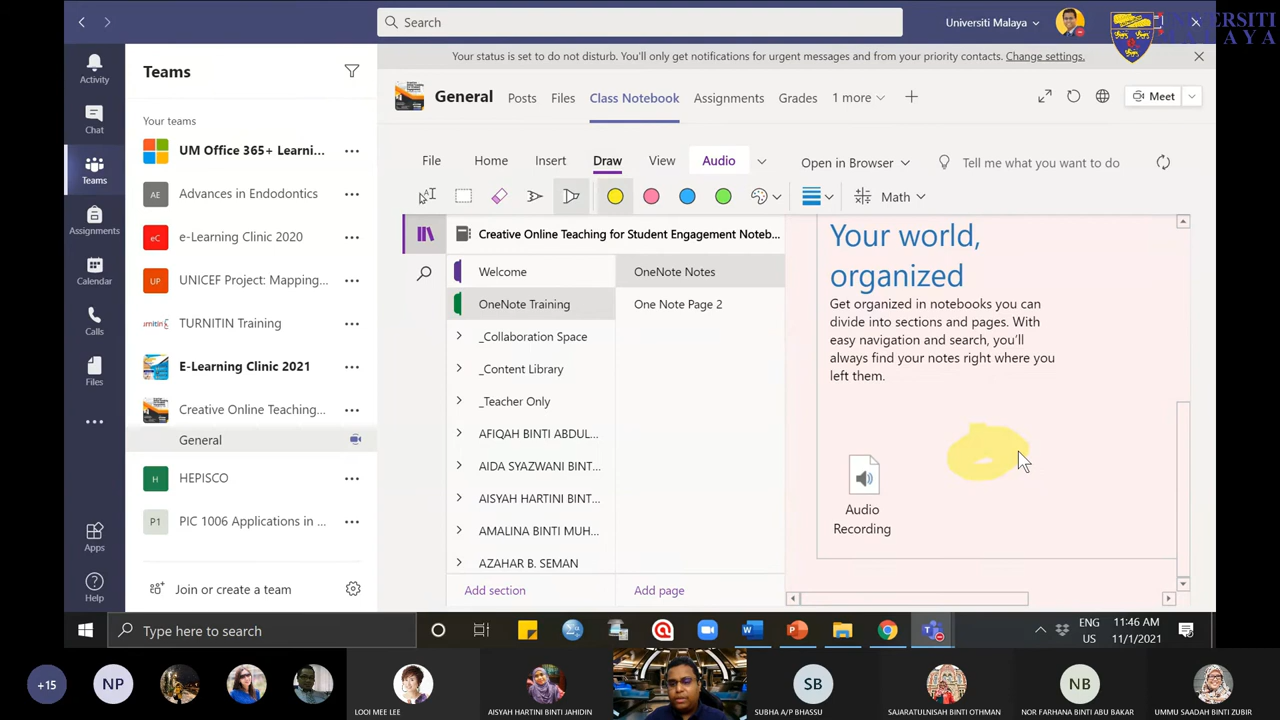 Search
Universiti Malaya
UNIVERSITI
MALAYA
Your status is set to do not disturb. You'll only get notifications for urgent messages and from your priority contacts. Change settings.
Activity
Chat
Teams
Assignments
Calendar
Calls
Files
Apps
Help
Teams
Your teams
UM Office 365+ Learni...
AE Advances in Endodontics
eC e-Learning Clinic 2020
UP UNICEF Project: Mapping...
TURNITIN Training
E-Learning Clinic 2021
Creative Online Teaching...
General
H HEPISCO
P1 PIC 1006 Applications in ...
Join or create a team
General Posts Files Class Notebook Assignments Grades 1 more
Meet
File Home Insert Draw View Audio Open in Browser Tell me what you want to do
Math
Creative Online Teaching for Student Engagement Noteb...
Welcome
OneNote Training
_Collaboration Space
_Content Library
_Teacher Only
AFIQAH BINTI ABDUL...
AIDA SYAZWANI BINT...
AISYAH HARTINI BINT...
AMALINA BINTI MUH...
AZAHAR B. SEMAN
Add section
OneNote Notes
One Note Page 2
Add page
Your world,
organized
Get organized in notebooks you can
divide into sections and pages. With
easy navigation and search, you'll
always find your notes right where you
left them.
Audio
Recording
Type here to search
ENG
US
11:46 AM
11/1/2021
+15
NP
LOOI MEE LEE
AISYAH HARTINI BINTI JAHIDIN
SB
SUBHA A/P BHASSU
SAJARATULNISAH BINTI OTHMAN
NB
NOR FARHANA BINTI ABU BAKAR
UMMU SAADAH BINTI ZUBIR